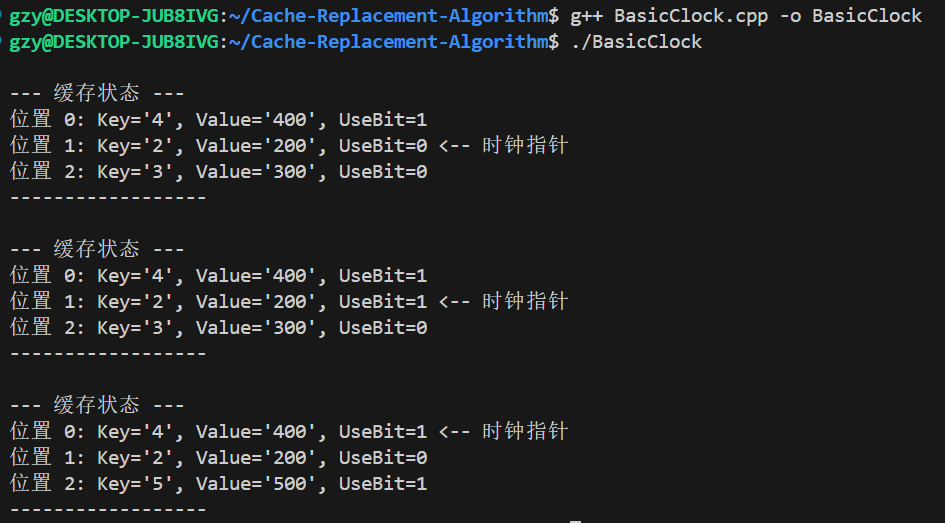 gzy@DESKTOP-JUB8IVG:~/Cache-Replacement-Algorithm$ g++ BasicClock.cpp -o BasicClock
gzy@DESKTOP-JUB8IVG:~/Cache-Replacement-Algorithm$ ./BasicClock
--- 缓存状态 ---
位置 0: Key='4', Value='400', UseBit=1
位置 1: Key='2', Value='200', UseBit=0 <-- 时钟指针
位置 2: Key='3', Value='300', UseBit=0
------------------
--- 缓存状态 ---
位置 0: Key='4', Value='400', UseBit=1
位置 1: Key='2', Value='200', UseBit=1 <-- 时钟指针
位置 2: Key='3', Value='300', UseBit=0
------------------
--- 缓存状态 ---
位置 0: Key='4', Value='400', UseBit=1 <-- 时钟指针
位置 1: Key='2', Value='200', UseBit=0
位置 2: Key='5', Value='500', UseBit=1
------------------